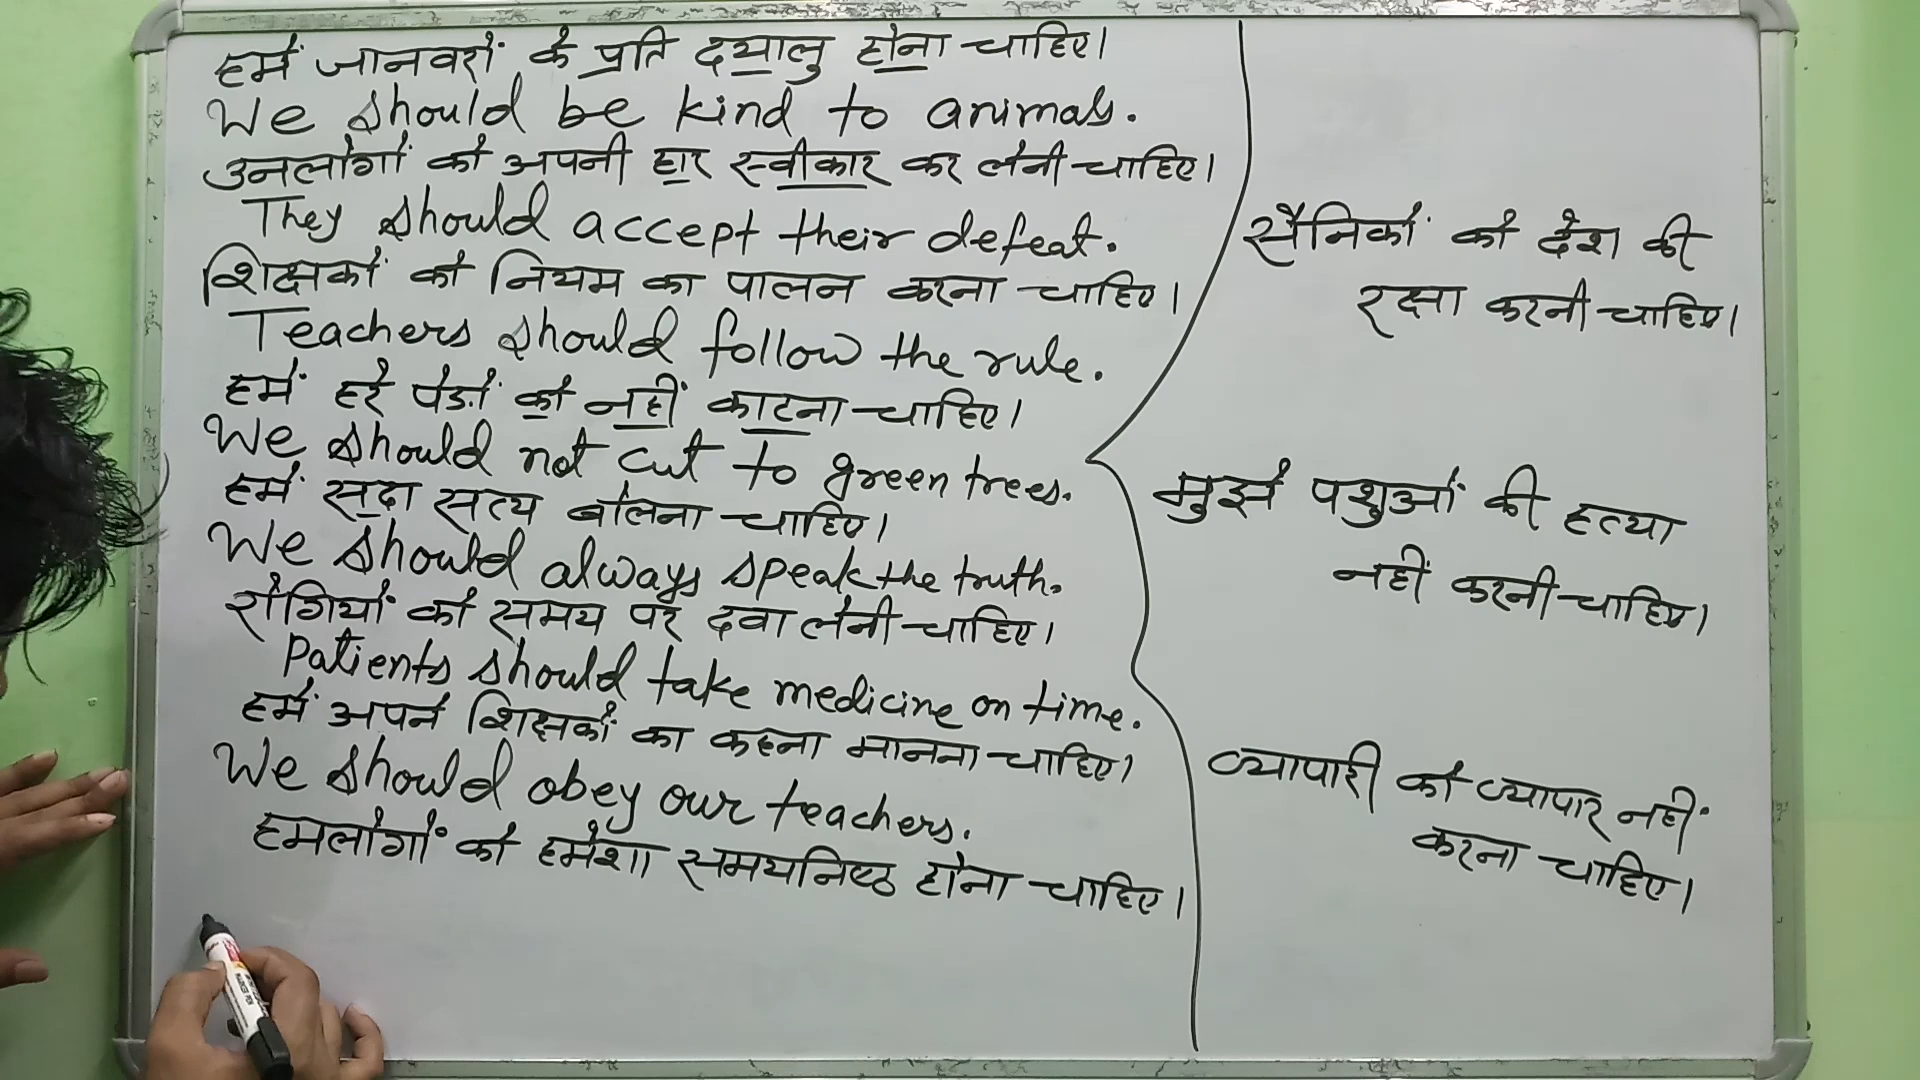 हमें जानवरों के प्रति दयालु होना चाहिए।
We should be kind to animals.
उनलोगों को अपनी हार स्वीकार कर लेनी चाहिए।
They should accept their defeat.
शिक्षकों को नियम का पालन करना चाहिए।
Teachers should follow the rule.
हमें हरे पेड़ों को नहीं काटना चाहिए।
We should not cut to green trees.
हमें सदा सत्य बोलना चाहिए।
We should always speak the truth.
रोगियों को समय पर दवा लेनी चाहिए।
Patients should take medicine on time.
हमें अपने शिक्षकों का कहना मानना चाहिए।
We should obey our teachers.
हमलोगों को हमेशा समयनिष्ठ होना चाहिए।
सैनिकों को देश की
रक्षा करनी चाहिए।
मुझे पशुओं की हत्या
नहीं करनी चाहिए।
व्यापारी को व्यापार नहीं
करना चाहिए।